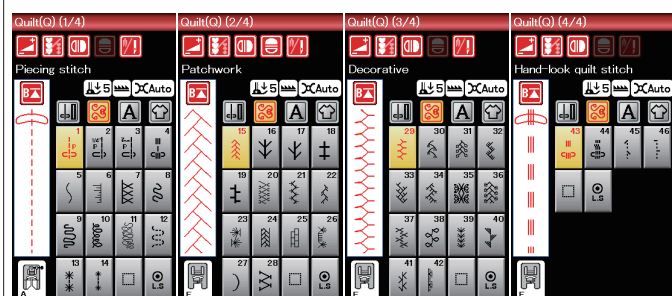 Quilt(Q) (1/4)
Piecing stitch
5
Auto
B
A
1 2 3 4
P 1/4" P 7 P
5 6 7 8
9 10 11 12
13 14
L.S
A
Quilt(Q) (2/4)
Patchwork
5
Auto
B
A
15 16 17 18
19 20 21 22
23 24 25 26
27 28
L.S
F
Quilt(Q) (3/4)
Decorative
5
Auto
B
A
29 30 31 32
33 34 35 36
37 38 39 40
41 42
L.S
F
Quilt(Q) (4/4)
Hand-look quilt stitch
5
Auto
B
A
43 44 45 46
L.S
F